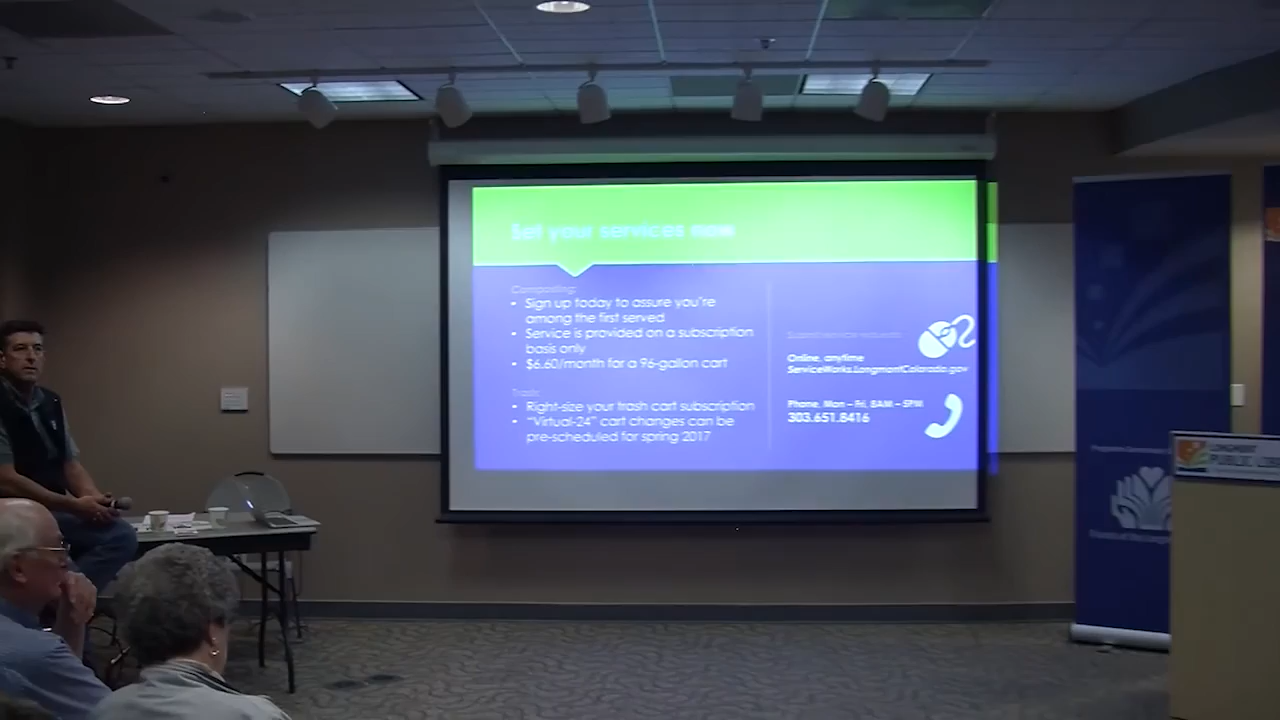 Set your services now
Composting:
• Sign up today to assure you're
among the first served
• Service is provided on a subscription
basis only
• $6.60/month for a 96-gallon cart
Trash:
• Right-size your trash cart subscription
• "Virtual-24" cart changes can be
pre-scheduled for spring 2017
Online, anytime
ServiceWorks.LongmontColorado.gov
Phone, Mon – Fri, 8AM – 5PM
303.651.8416